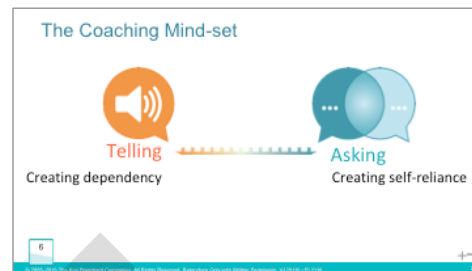 The Coaching Mind-set
Telling
Asking
Creating dependency
Creating self-reliance
6